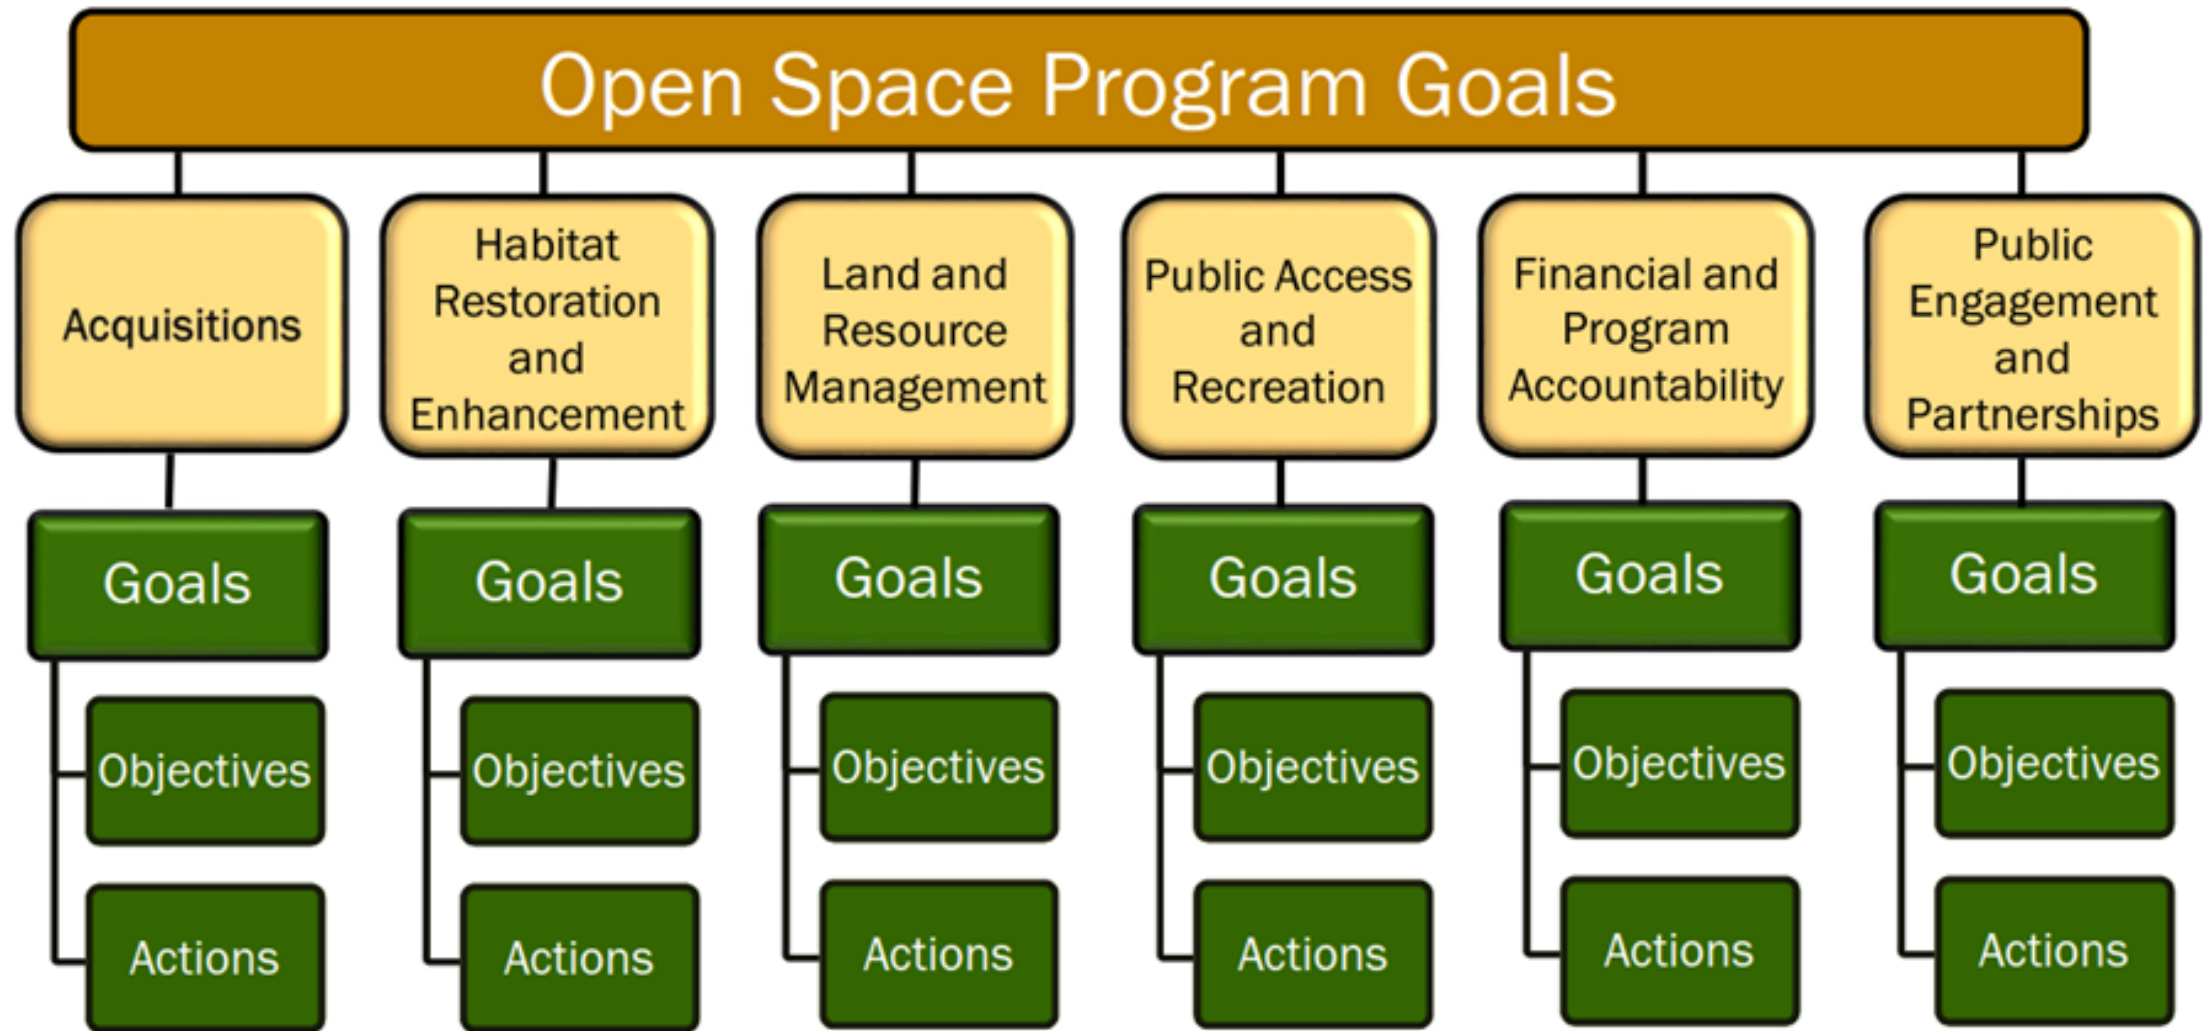 Open Space Program Goals
Acquisitions
Habitat
Restoration
and
Enhancement
Land and
Resource
Management
Public Access
and
Recreation
Financial and
Program
Accountability
Public
Engagement
and
Partnerships
Goals
Goals
Goals
Goals
Goals
Goals
Objectives
Objectives
Objectives
Objectives
Objectives
Objectives
Actions
Actions
Actions
Actions
Actions
Actions